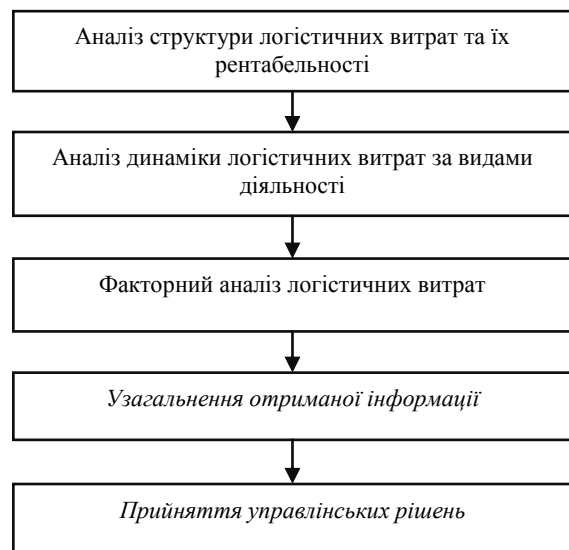 Аналіз структури логістичних витрат та їх
рентабельності
Аналіз динаміки логістичних витрат за видами
діяльності
Факторний аналіз логістичних витрат
Узагальнення отриманої інформації
Прийняття управлінських рішень